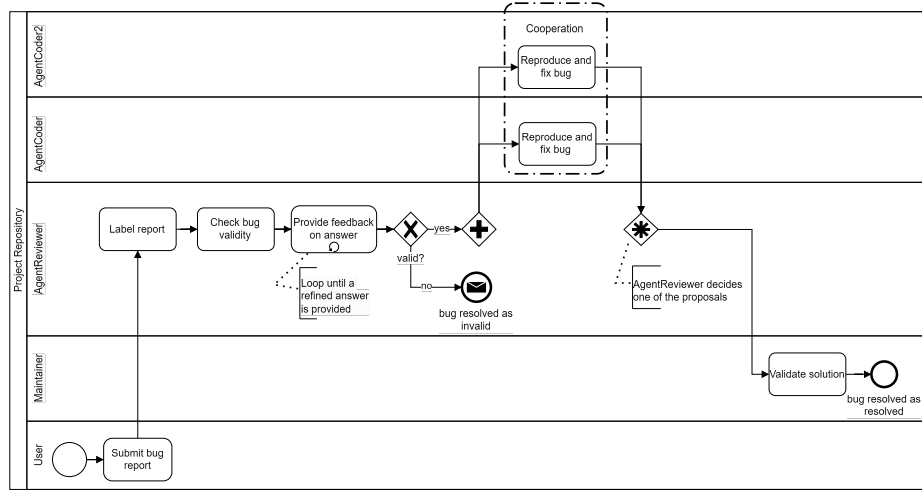 Project Repository
AgentCoder2
Cooperation
Reproduce and
fix bug
AgentCoder
Reproduce and
fix bug
AgentReviewer
Label report
Check bug
validity
Provide feedback
on answer
yes
valid?
no
Loop until a
refined answer
is provided
bug resolved as
invalid
AgentReviewer decides
one of the proposals
Maintainer
Validate solution
bug resolved as
resolved
User
Submit bug
report